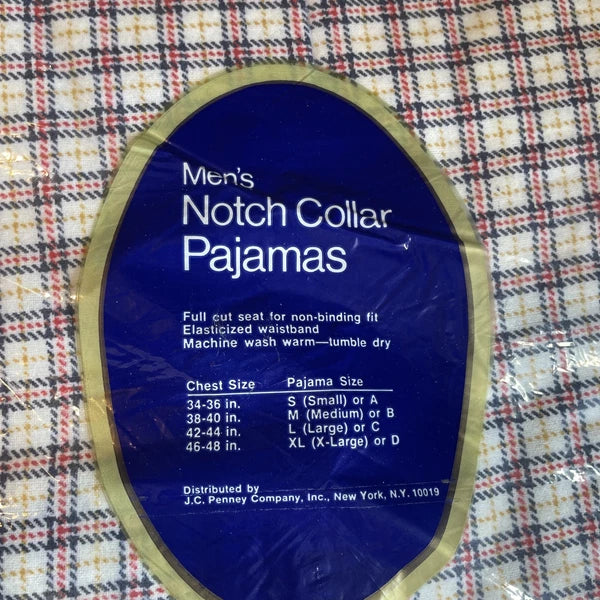 Men's
Notch Collar
Pajamas
Full cut seat for non-binding fit
Elasticized waistband
Machine wash warm—tumble dry
Chest Size Pajama Size
34-36 in. S (Small) or A
38-40 in. M (Medium) or B
42-44 in. L (Large) or C
46-48 in. XL (X-Large) or D
Distributed by
J.C. Penney Company, Inc., New York, N.Y. 10019